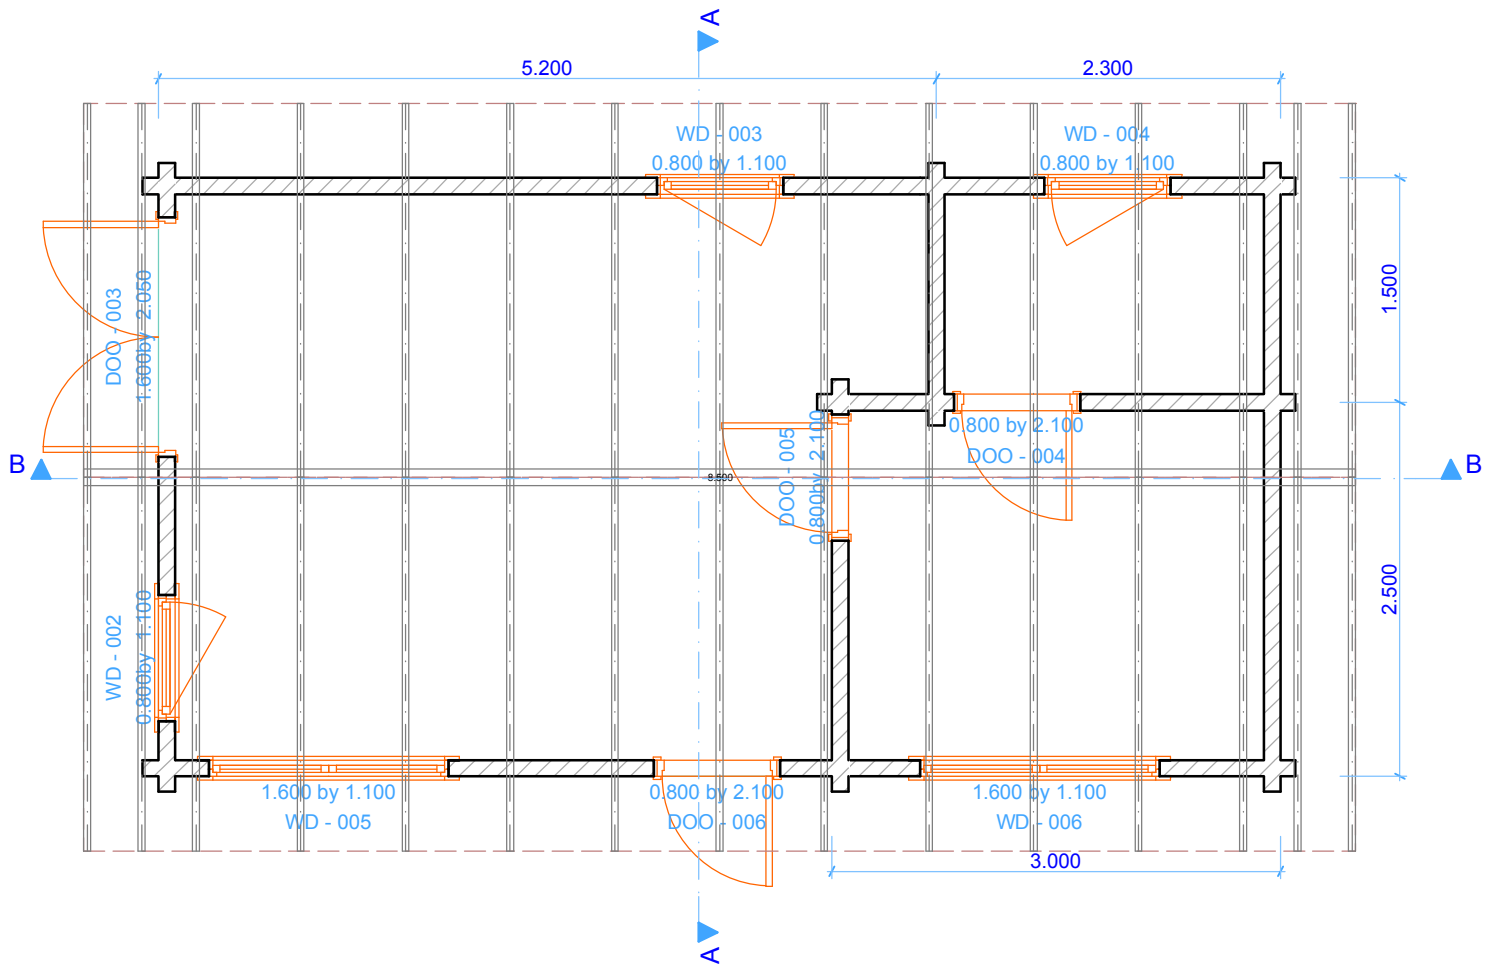 A
5.200
2.300
WD - 003
0.800 by 1.100
WD - 004
0.800 by 1.100
DOO - 003
1.600by 2.050
1.500
0.800 by 2.100
DOO - 004
DOO - 005
0.800by 2.100
B
B
2.500
WD - 002
0.800by 1.100
1.600 by 1.100
WD - 005
0.800 by 2.100
DOO - 006
1.600 by 1.100
WD - 006
3.000
A